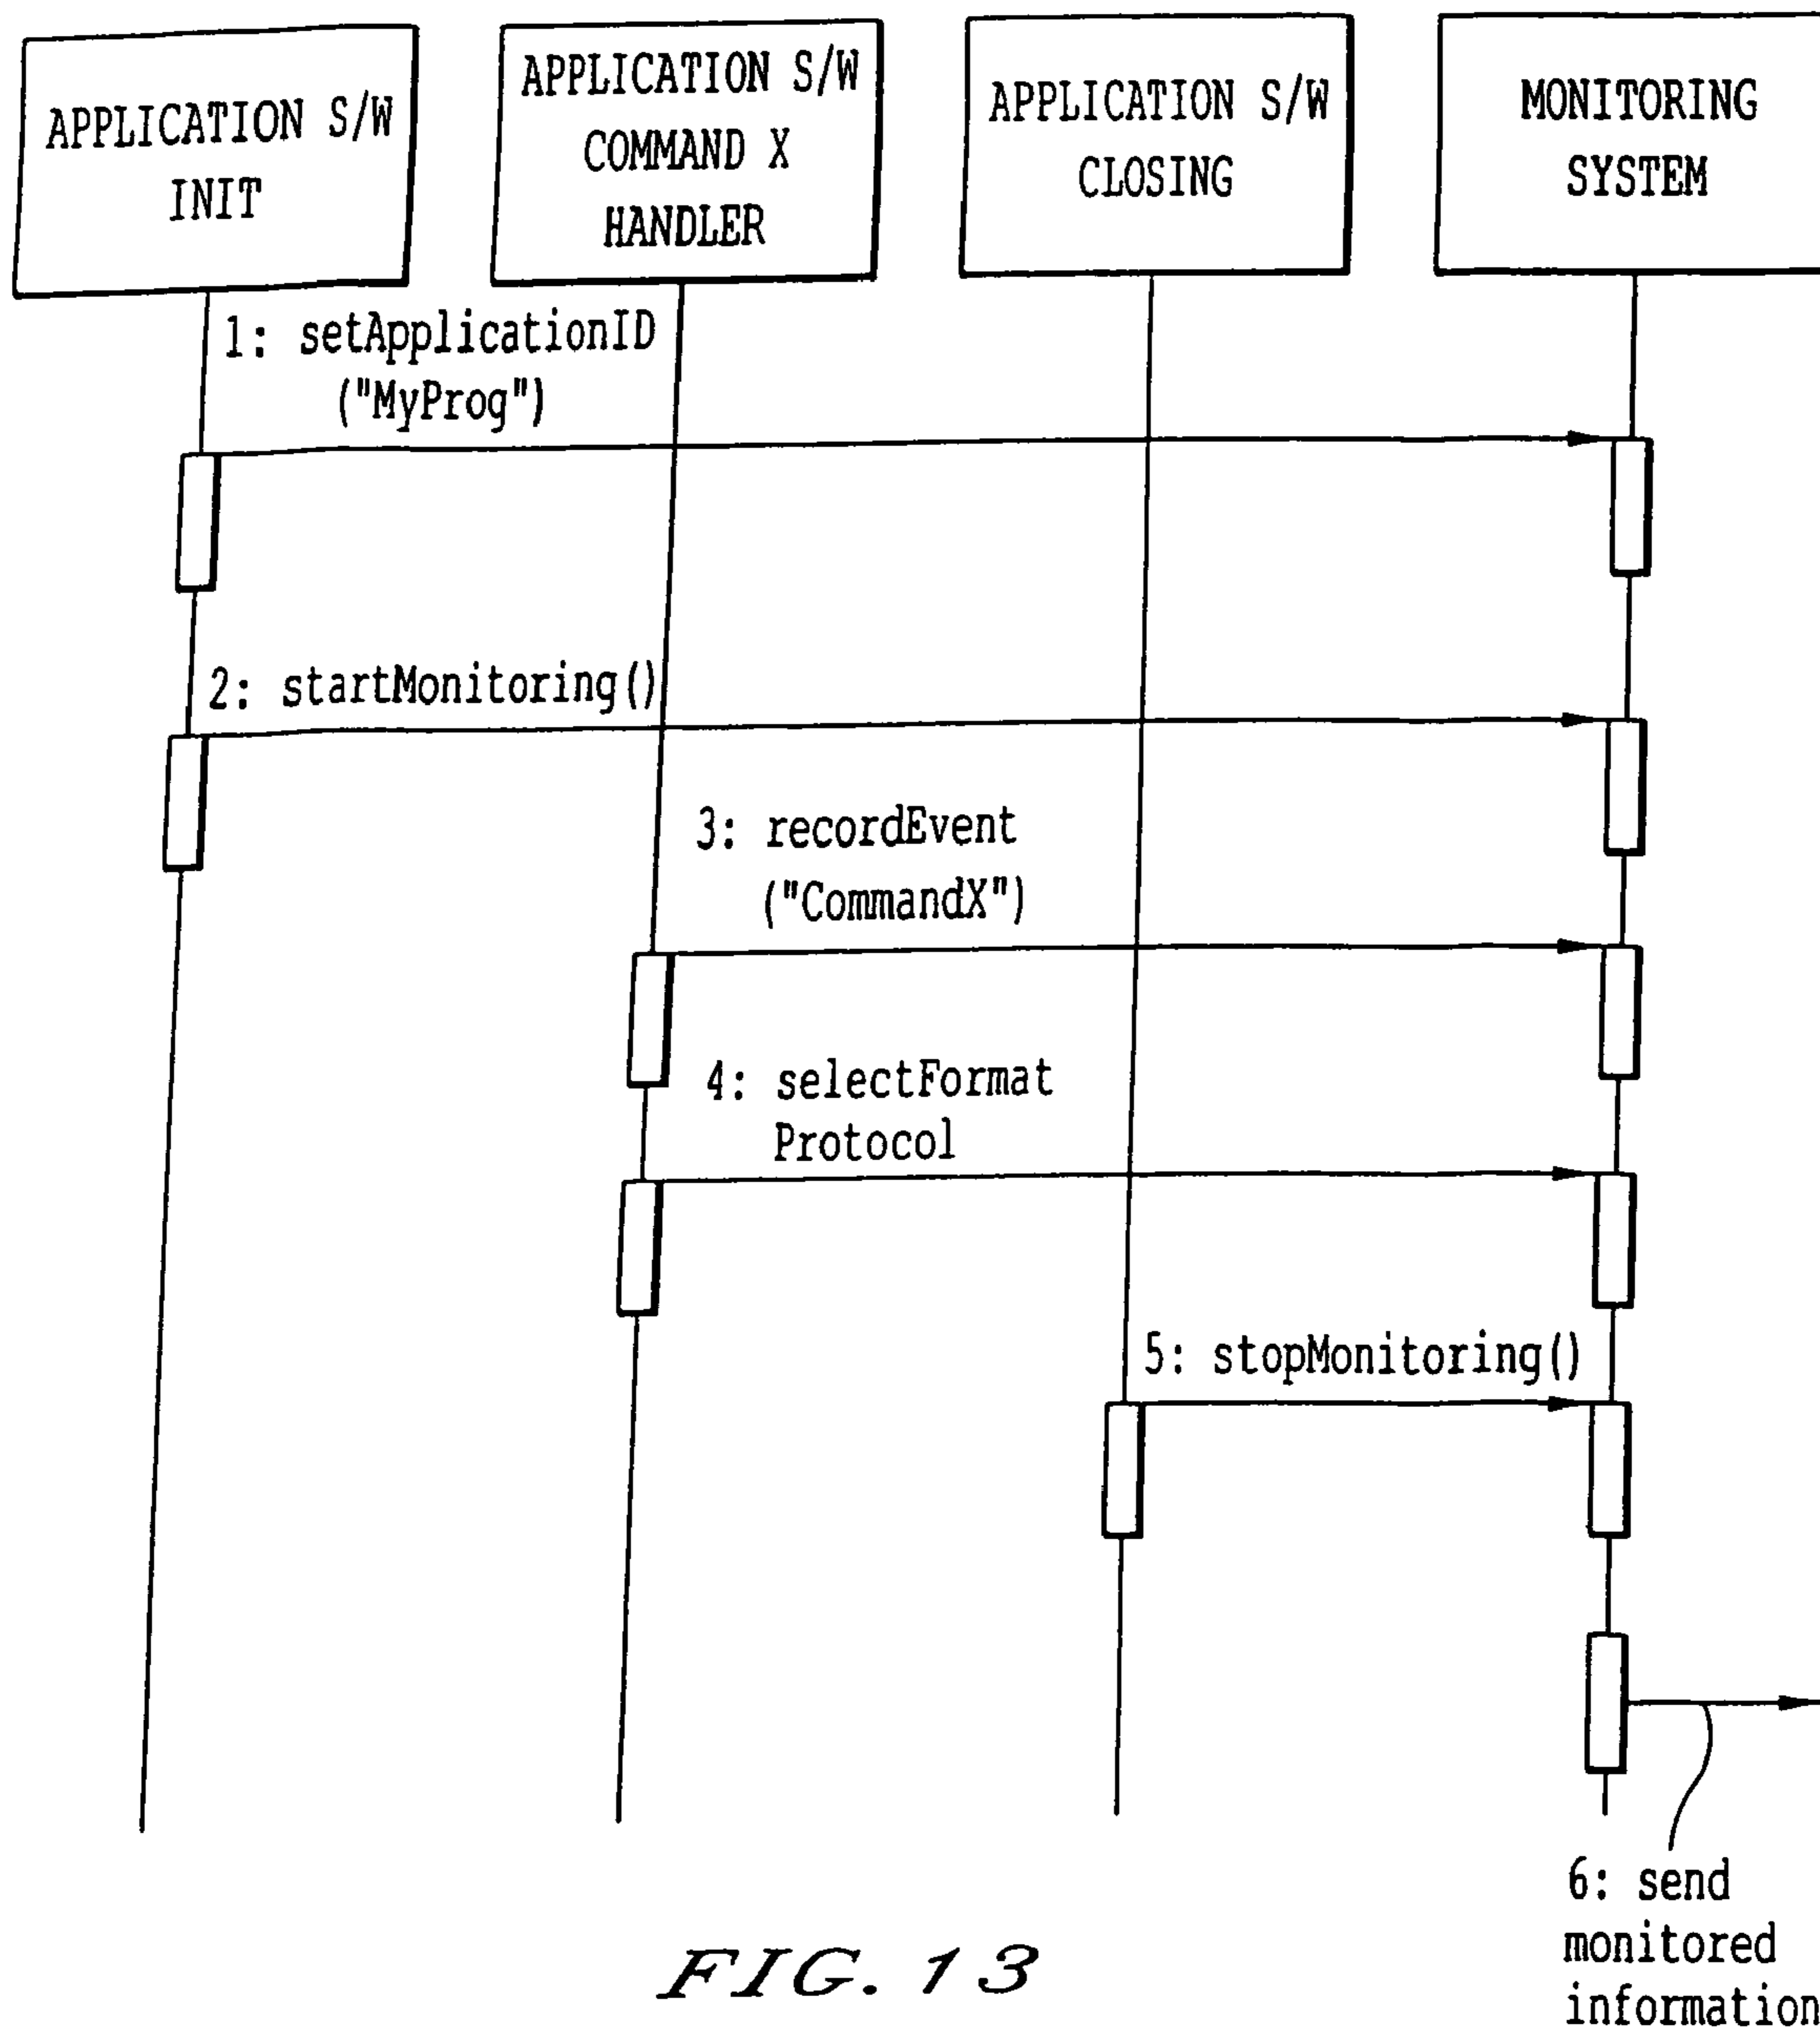 APPLICATION S/W
INIT
APPLICATION S/W
COMMAND X
HANDLER
APPLICATION S/W
CLOSING
MONITORING
SYSTEM
1: setApplicationID
("MyProg")
2: startMonitoring()
3: recordEvent
("CommandX")
4: selectFormat
Protocol
5: stopMonitoring()
6: send
monitored
information
FIG. 13